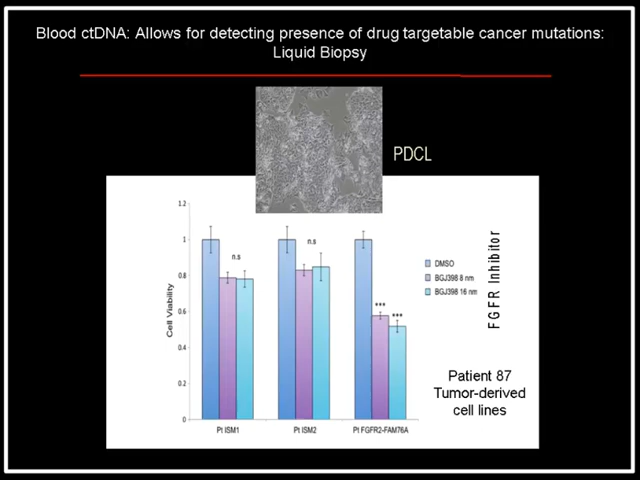 Blood ctDNA: Allows for detecting presence of drug targetable cancer mutations:
Liquid Biopsy
PDCL
1.2
1
0.8
0.6
0.4
0.2
0
Cell Viability
n.s
n.s
***
***
Pt ISM1
Pt ISM2
Pt FGFR2-FAM76A
DMSO
BGJ398 8 nm
BGJ398 16 nm
FGFR Inhibitor
Patient 87
Tumor-derived
cell lines